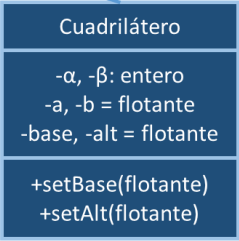 Cuadrilátero
-α, -β: entero
-a, -b = flotante
-base, -alt = flotante
+setBase(flotante)
+setAlt(flotante)